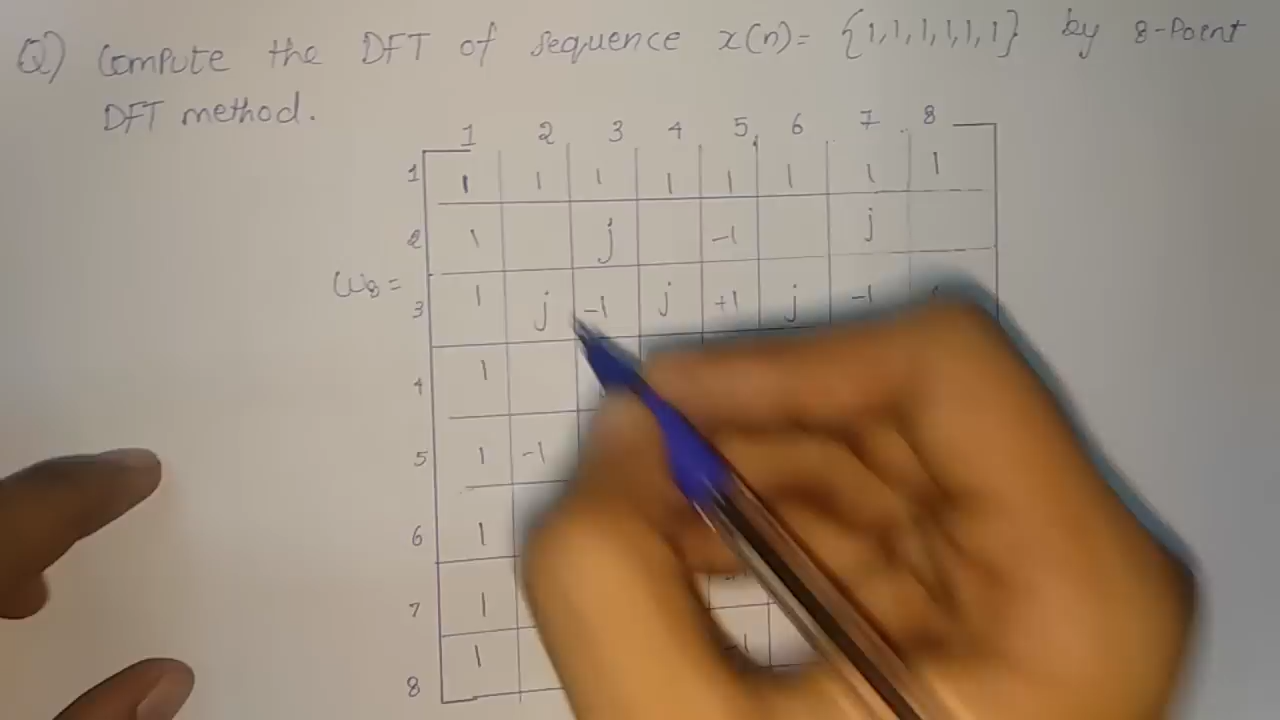 Q) Compute the DFT of sequence x(n)= {1,1,1,1,1,1} by 8-Point
DFT method.
1 2 3 4 5 6 7 8
1 1 1 1 1 1 1 1 1
2 1 j -1 j
W8 =
3 1 j -1 j +1 j -1
4 1
5 1 -1
6 1
7 1
8 1 -1